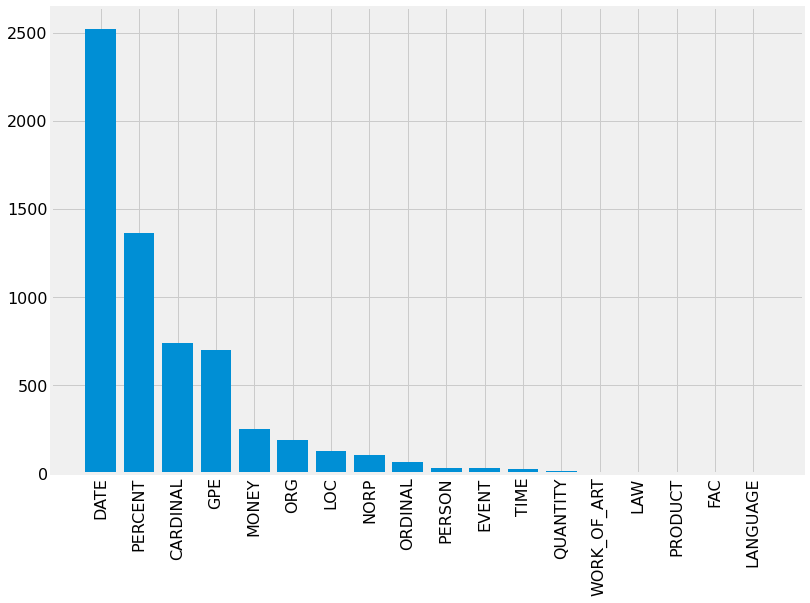 2500
2000
1500
1000
500
0
DATE
PERCENT
CARDINAL
GPE
MONEY
ORG
LOC
NORP
ORDINAL
PERSON
EVENT
TIME
QUANTITY
WORK_OF_ART
LAW
PRODUCT
FAC
LANGUAGE